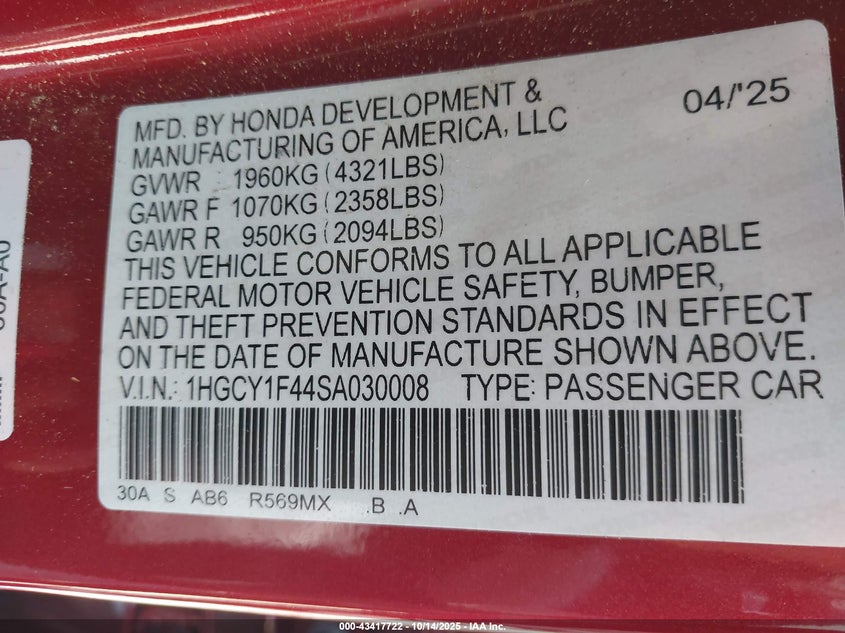 MFD. BY HONDA DEVELOPMENT &
MANUFACTURING OF AMERICA, LLC
04/'25
GVWR 1960KG (4321LBS)
GAWR F 1070KG (2358LBS)
GAWR R 950KG (2094LBS)
THIS VEHICLE CONFORMS TO ALL APPLICABLE
FEDERAL MOTOR VEHICLE SAFETY, BUMPER,
AND THEFT PREVENTION STANDARDS IN EFFECT
ON THE DATE OF MANUFACTURE SHOWN ABOVE.
V.I.N.: 1HGCY1F44SA030008 TYPE: PASSENGER CAR
30A S AB6 R569MX .B .A
000-43417722 - 10/14/2025 - IAA Inc.